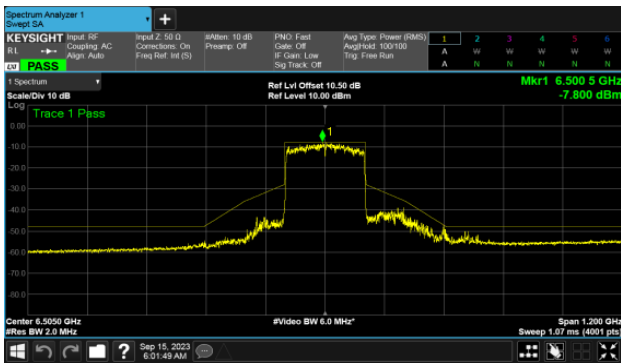 Spectrum Analyzer 1
Swept SA
+
KEYSIGHT Input: RF Input Z: 50 Ω #Atten: 10 dB PNO: Fast Avg Type: Power (RMS) 1 2 3 4 5 6
RL Coupling: AC Corrections: On Preamp: Off Gate: Off Avg|Hold: 100/100 A W W W W W
Align: Auto Freq Ref: Int (S) IF Gain: Low Trig: Free Run
LXI PASS Sig Track: Off A N N N N N
1 Spectrum Ref Lvl Offset 10.50 dB Mkr1 6.500 5 GHz
Scale/Div 10 dB Ref Level 10.00 dBm -7.800 dBm
Log
Trace 1 Pass
0.00
1
-10.0
-20.0
-30.0
-40.0
-50.0
-60.0
-70.0
-80.0
Center 6.5050 GHz #Video BW 6.0 MHz* Span 1.200 GHz
#Res BW 2.0 MHz Sweep 1.07 ms (4001 pts)
? Sep 15, 2023
6:01:49 AM